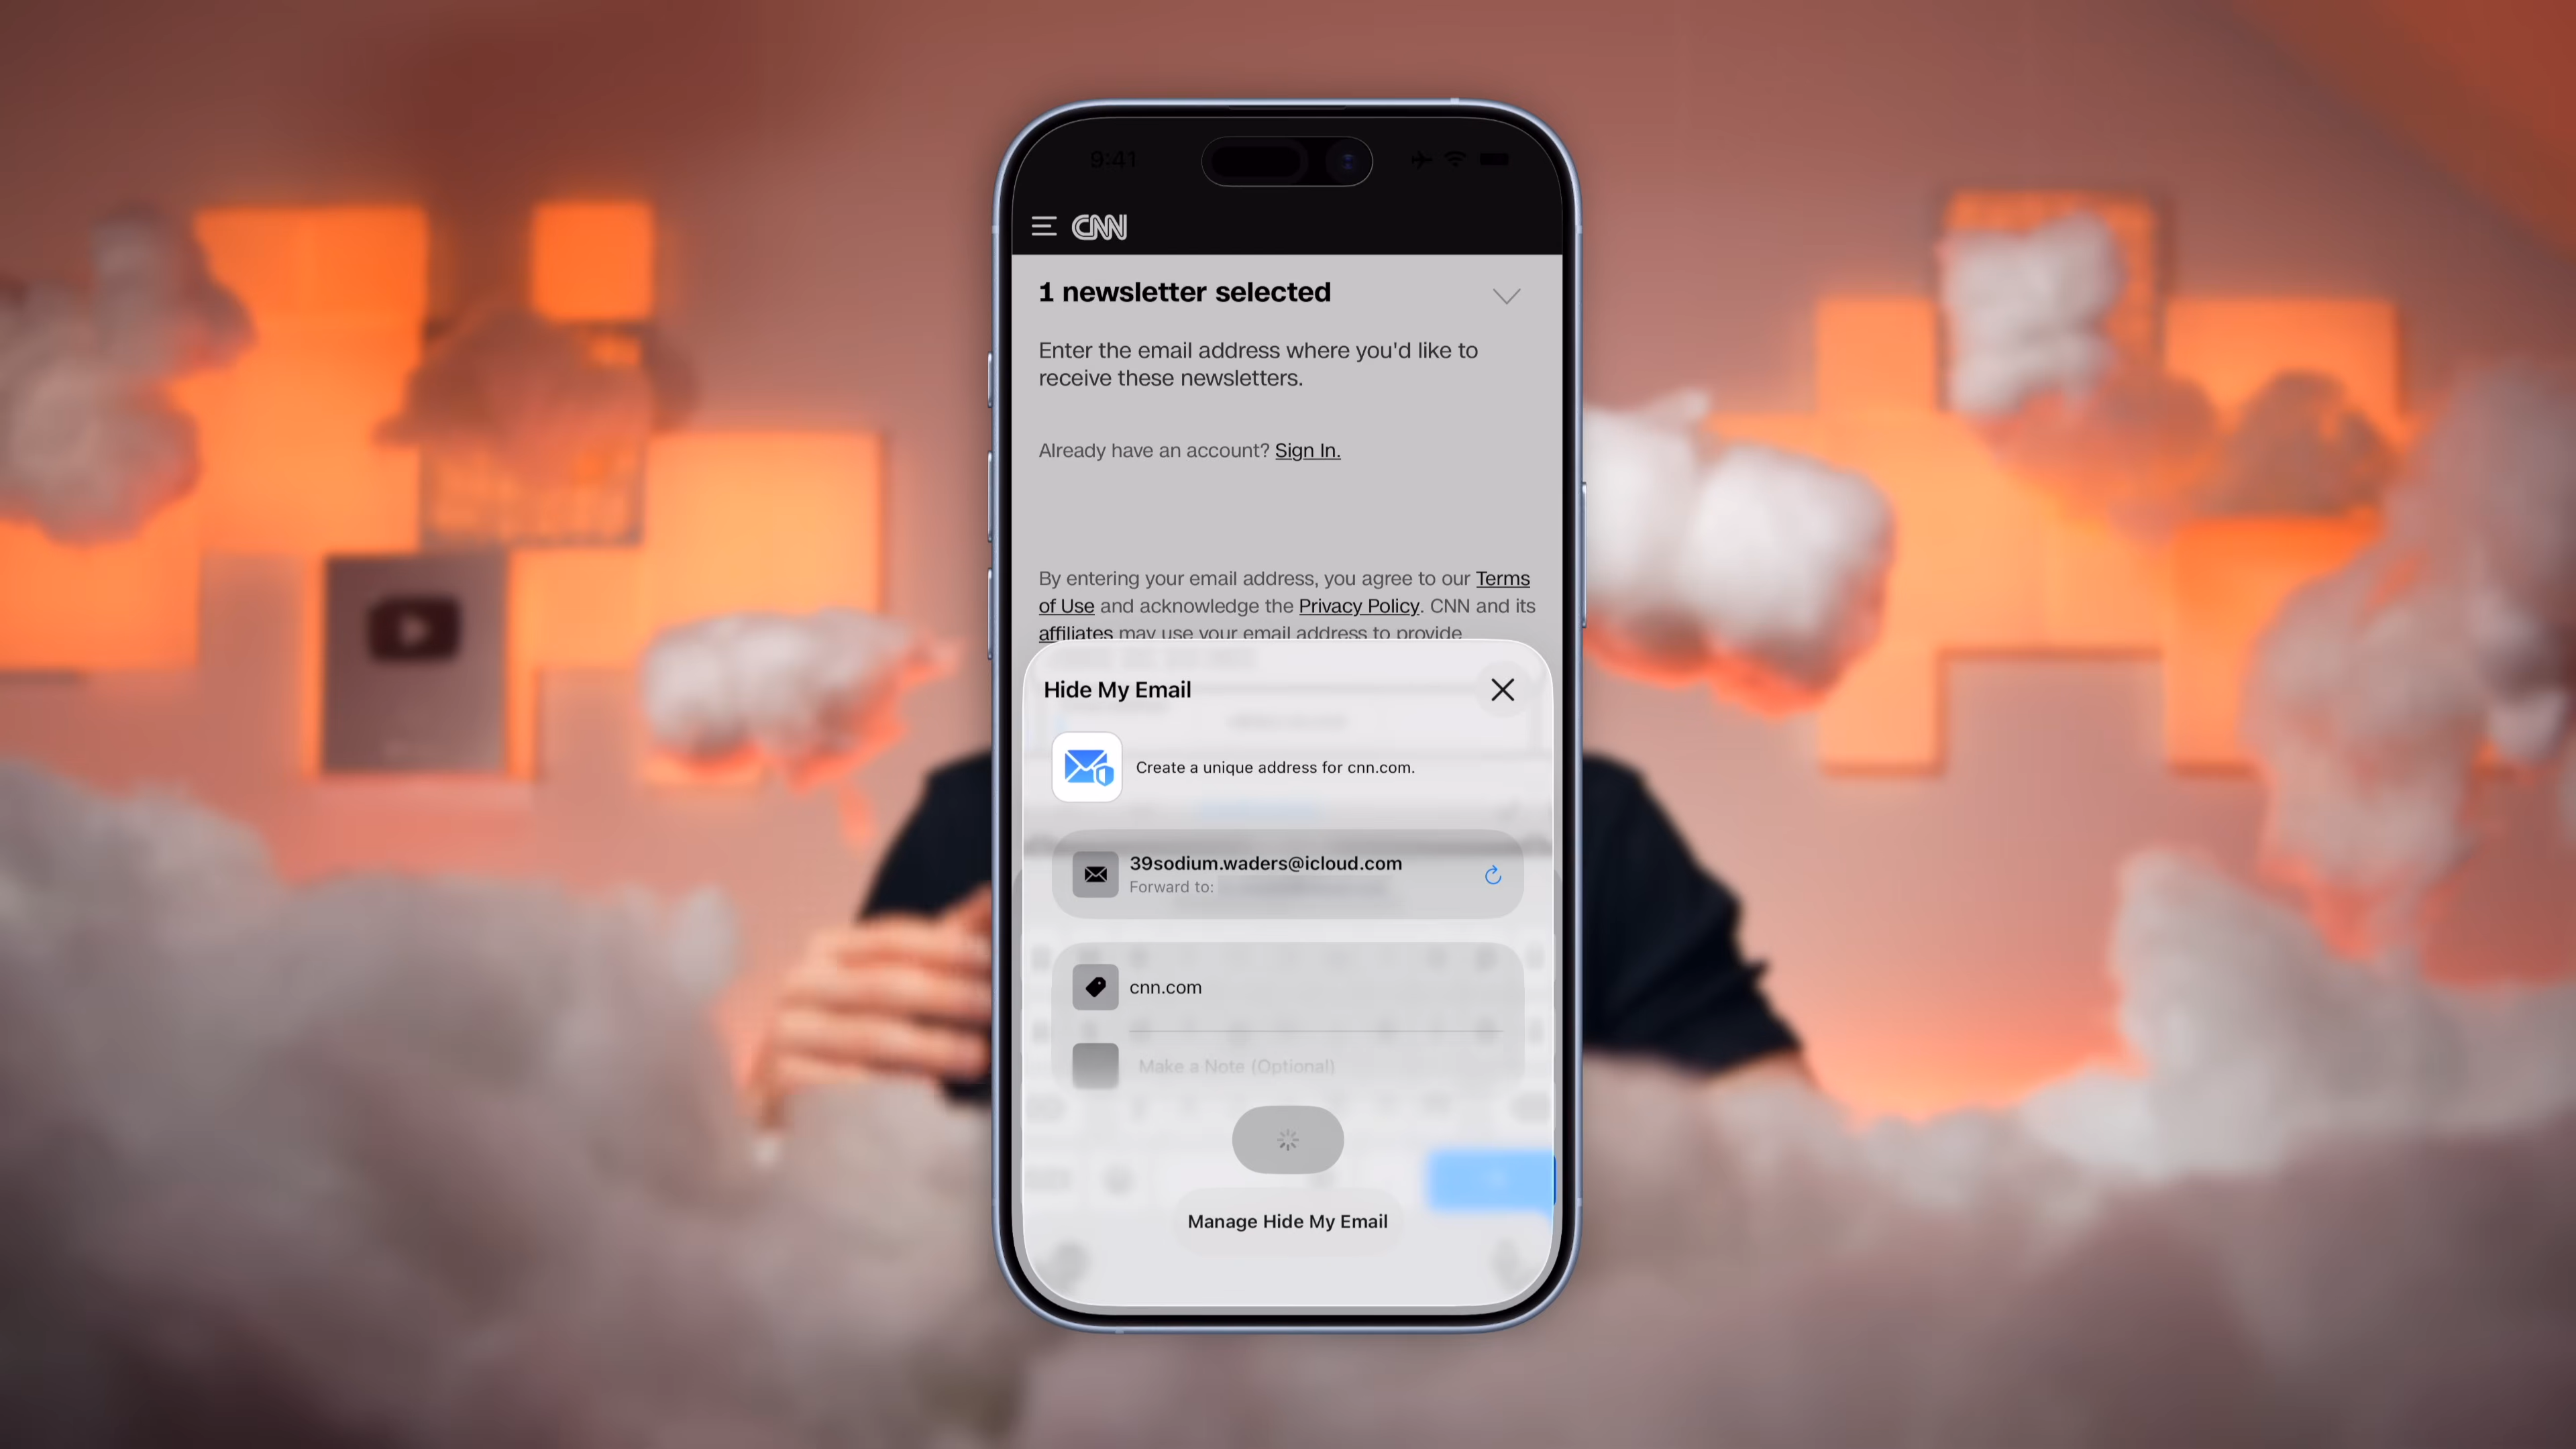 9:41
CNN
1 newsletter selected
Enter the email address where you'd like to
receive these newsletters.
Already have an account? Sign In.
By entering your email address, you agree to our Terms
of Use and acknowledge the Privacy Policy. CNN and its
affiliates may use your email address to provide
Hide My Email
Create a unique address for cnn.com.
39sodium.waders@icloud.com
Forward to:
cnn.com
Make a Note (Optional)
Manage Hide My Email